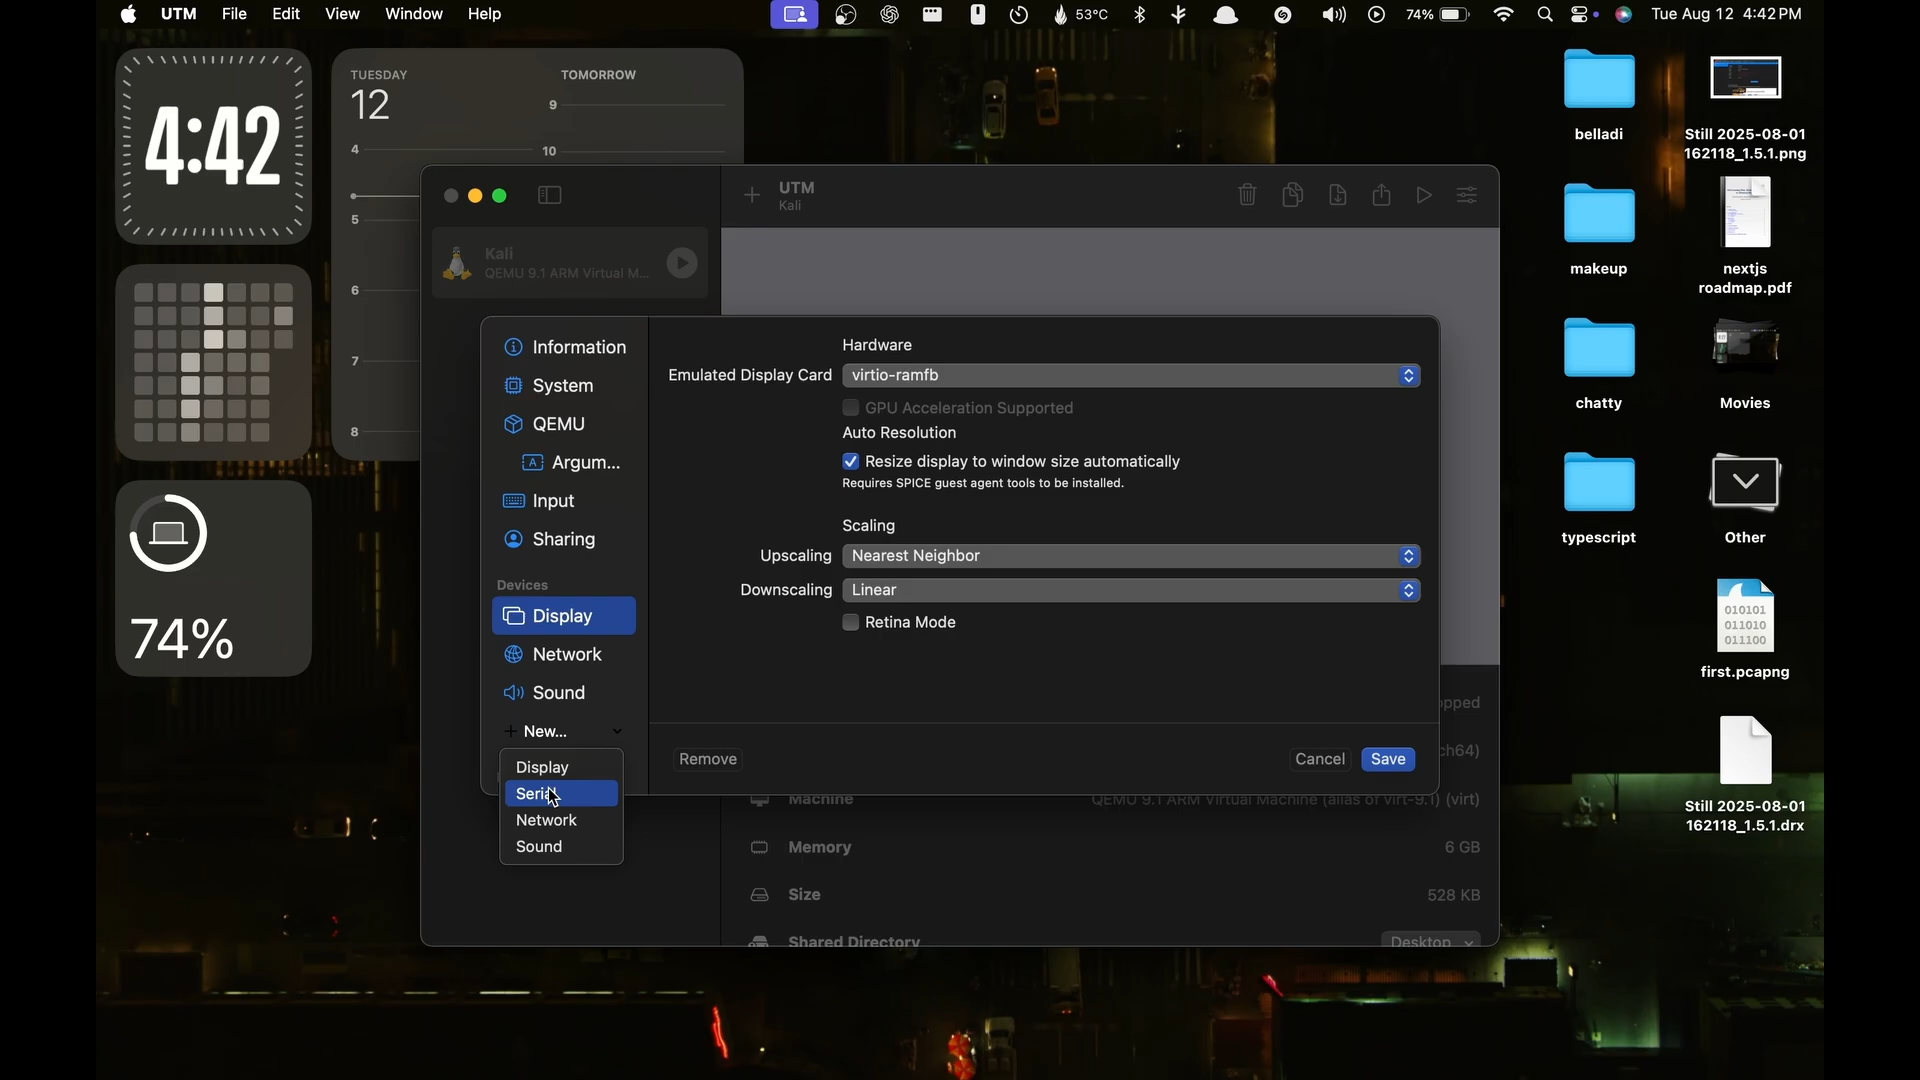 UTM File Edit View Window Help
53°C
74%
Tue Aug 12 4:42 PM
4:42
TUESDAY
12
TOMORROW
9
10
4
5
6
7
8
74%
UTM
Kali
Kali
QEMU 9.1 ARM Virtual M...
Information
System
QEMU
Argum...
Input
Sharing
Devices
Display
Network
Sound
New...
Display
Serial
Network
Sound
Hardware
Emulated Display Card virtio-ramfb
GPU Acceleration Supported
Auto Resolution
Resize display to window size automatically
Requires SPICE guest agent tools to be installed.
Scaling
Upscaling Nearest Neighbor
Downscaling Linear
Retina Mode
Remove Cancel Save
Machine QEMU 9.1 ARM Virtual Machine (alias of virt-9.1) (virt)
Memory 6 GB
Size 528 KB
Shared Directory Desktop
belladi
makeup
chatty
typescript
Still 2025-08-01
162118_1.5.1.png
nextjs
roadmap.pdf
Movies
Other
010101
011010
011100
first.pcapng
Still 2025-08-01
162118_1.5.1.drx